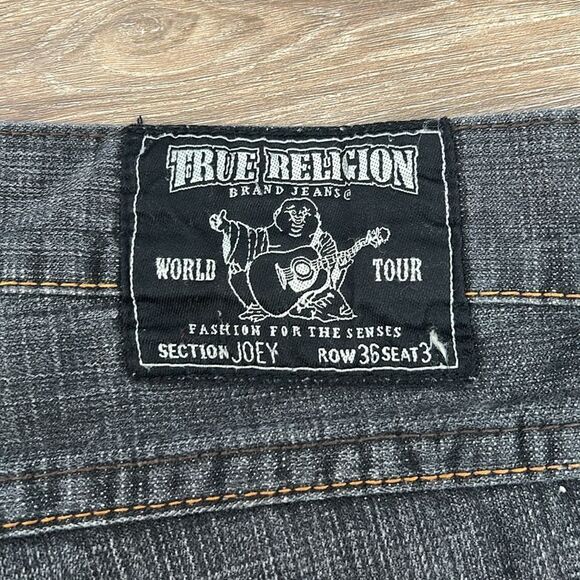 TRUE RELIGION
BRAND JEANS®
WORLD TOUR
FASHION FOR THE SENSES
SECTION JOEY ROW 36 SEAT 3